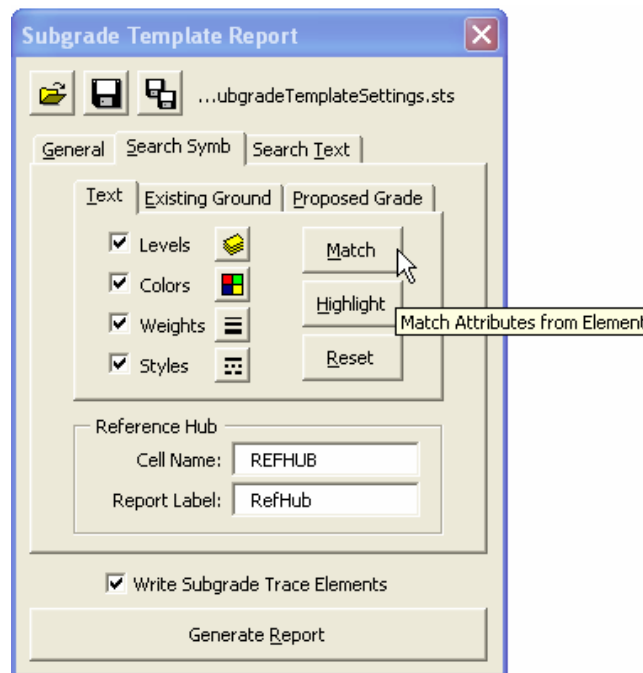 Subgrade Template Report
...ubgradeTemplateSettings.sts
General Search Symb Search Text
Text Existing Ground Proposed Grade
Levels Match
Colors
Highlight
Match Attributes from Element
Weights
Styles Reset
Reference Hub
Cell Name: REFHUB
Report Label: RefHub
Write Subgrade Trace Elements
Generate Report